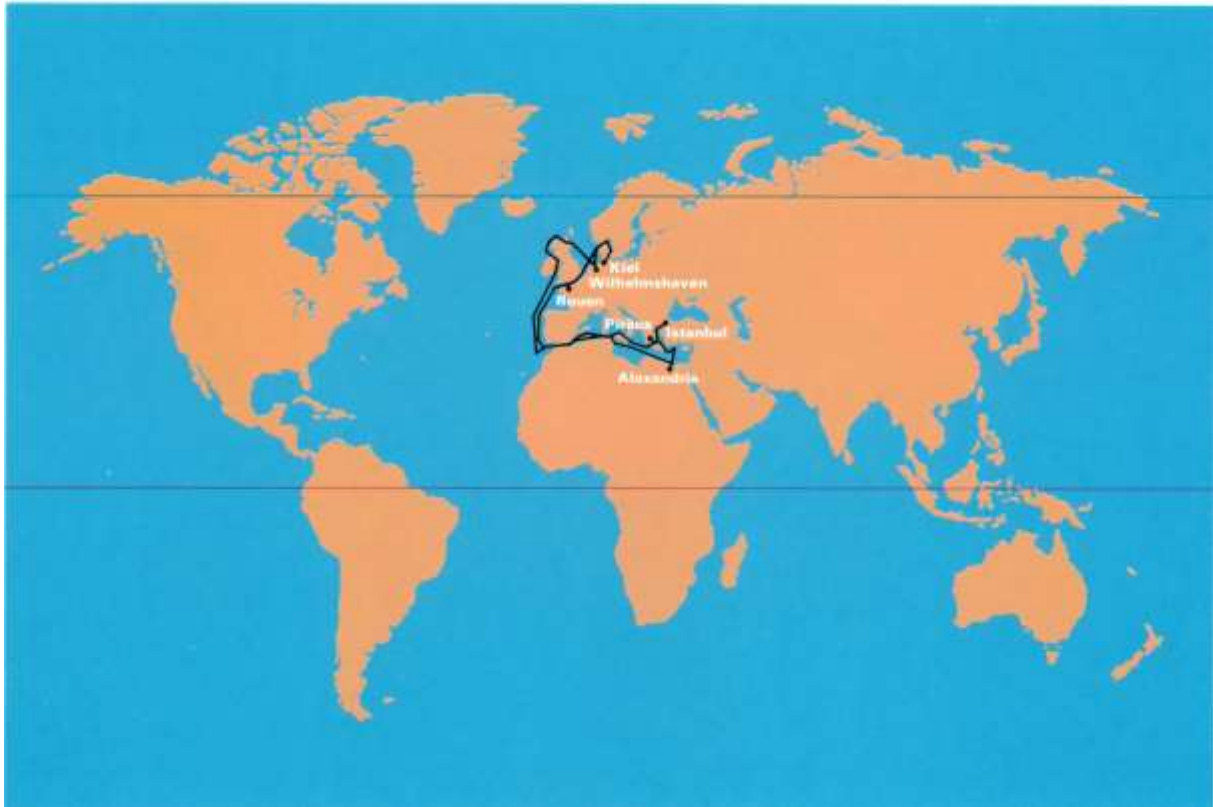 Kiel
Wilhelmshaven
Rouen
Piräus
Istanbul
Alexandria